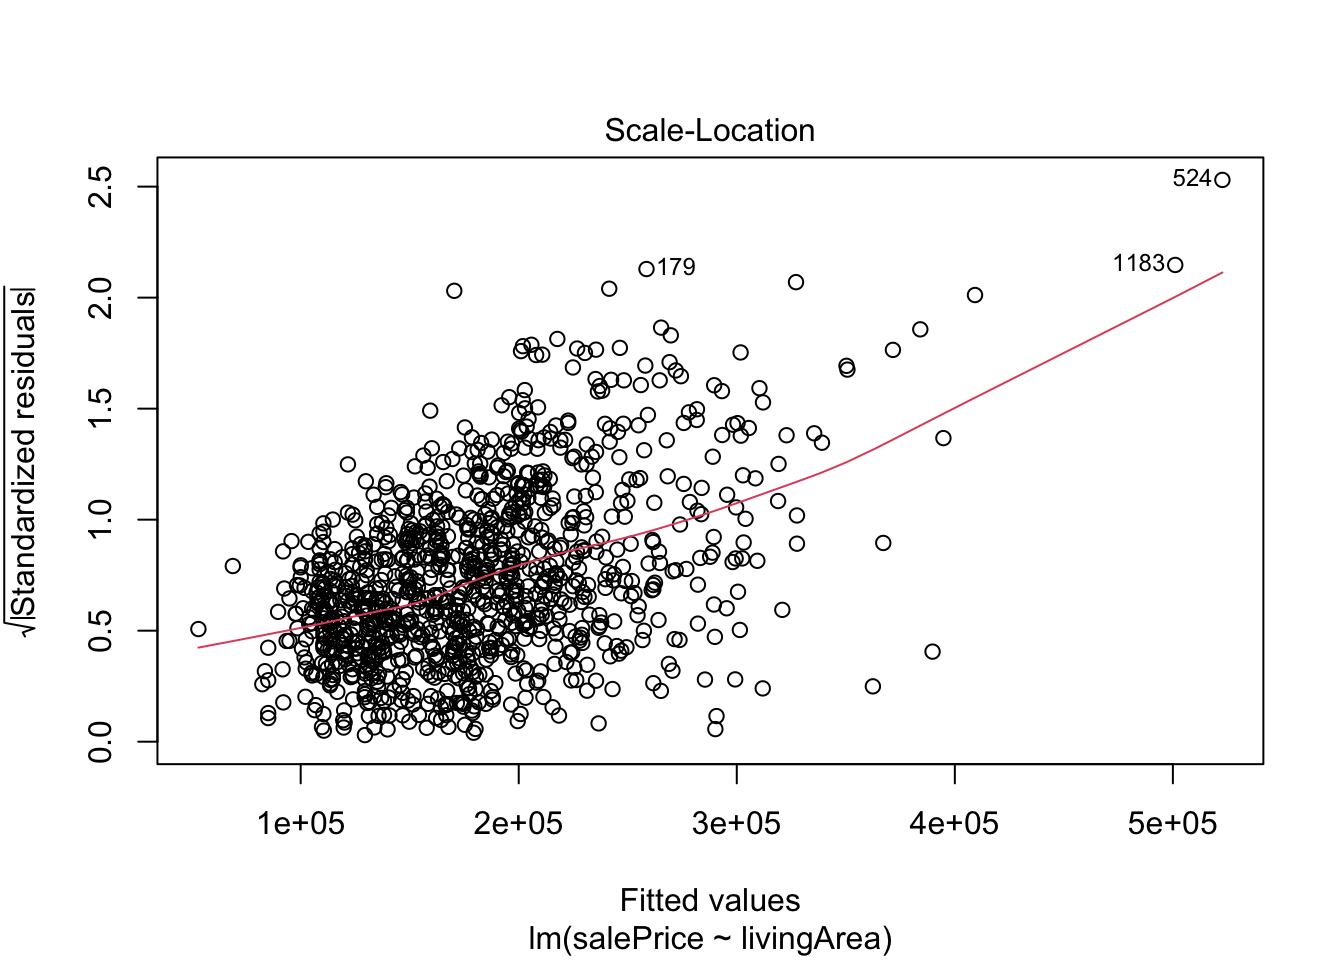 Scale-Location
√|Standardized residuals|
2.5
2.0
1.5
1.0
0.5
0.0
524
179
1183
1e+05 2e+05 3e+05 4e+05 5e+05
Fitted values
lm(salePrice ~ livingArea)